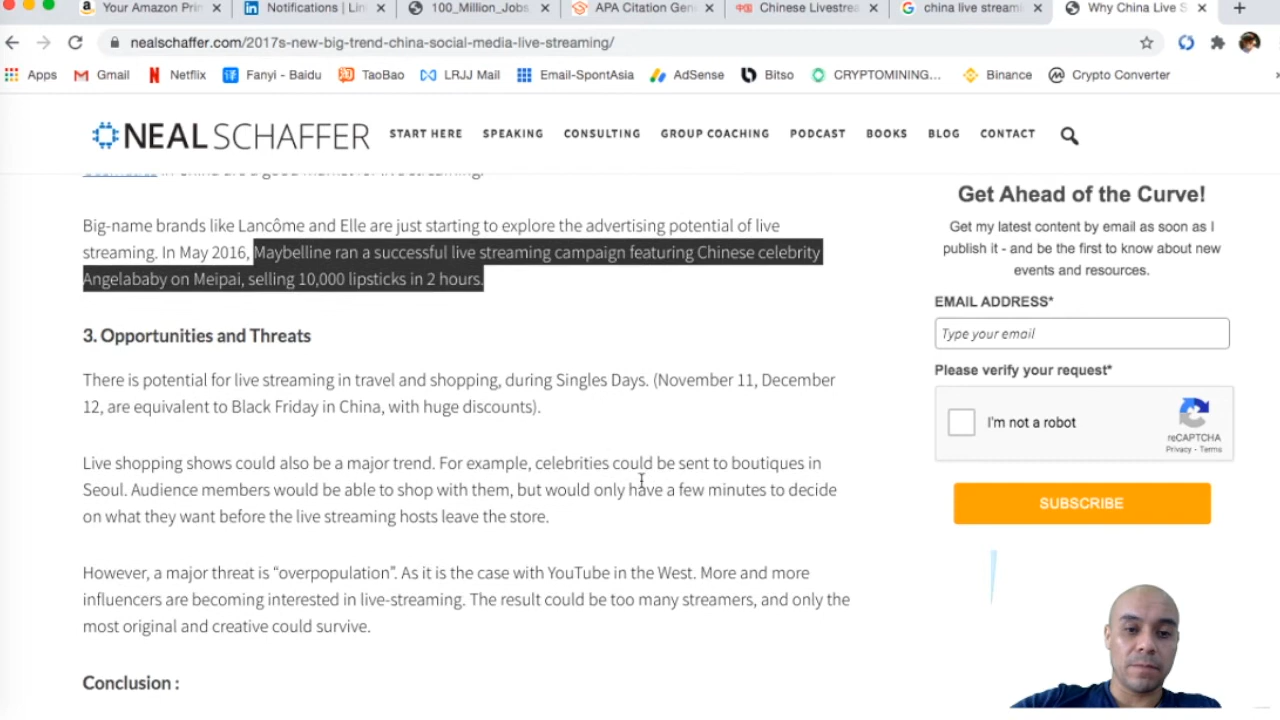 Your Amazon Prin
Notifications | Lin
100_Million_Jobs
APA Citation Gen
Chinese Livestrea
china live streami
Why China Live S
nealschaffer.com/2017s-new-big-trend-china-social-media-live-streaming/
Apps Gmail Netflix Fanyi - Baidu TaoBao LRJJ Mail Email-SpontAsia AdSense Bitso CRYPTOMINING... Binance Crypto Converter
NEAL SCHAFFER START HERE SPEAKING CONSULTING GROUP COACHING PODCAST BOOKS BLOG CONTACT
in China are a good market for live streaming.
Big-name brands like Lancôme and Elle are just starting to explore the advertising potential of live
streaming. In May 2016, Maybelline ran a successful live streaming campaign featuring Chinese celebrity
Angelababy on Meipai, selling 10,000 lipsticks in 2 hours.
3. Opportunities and Threats
There is potential for live streaming in travel and shopping, during Singles Days. (November 11, December
12, are equivalent to Black Friday in China, with huge discounts).
Live shopping shows could also be a major trend. For example, celebrities could be sent to boutiques in
Seoul. Audience members would be able to shop with them, but would only have a few minutes to decide
on what they want before the live streaming hosts leave the store.
However, a major threat is “overpopulation”. As it is the case with YouTube in the West. More and more
influencers are becoming interested in live-streaming. The result could be too many streamers, and only the
most original and creative could survive.
Conclusion :
Get Ahead of the Curve!
Get my latest content by email as soon as I
publish it - and be the first to know about new
events and resources.
EMAIL ADDRESS*
Type your email
Please verify your request*
I'm not a robot
reCAPTCHA
Privacy - Terms
SUBSCRIBE